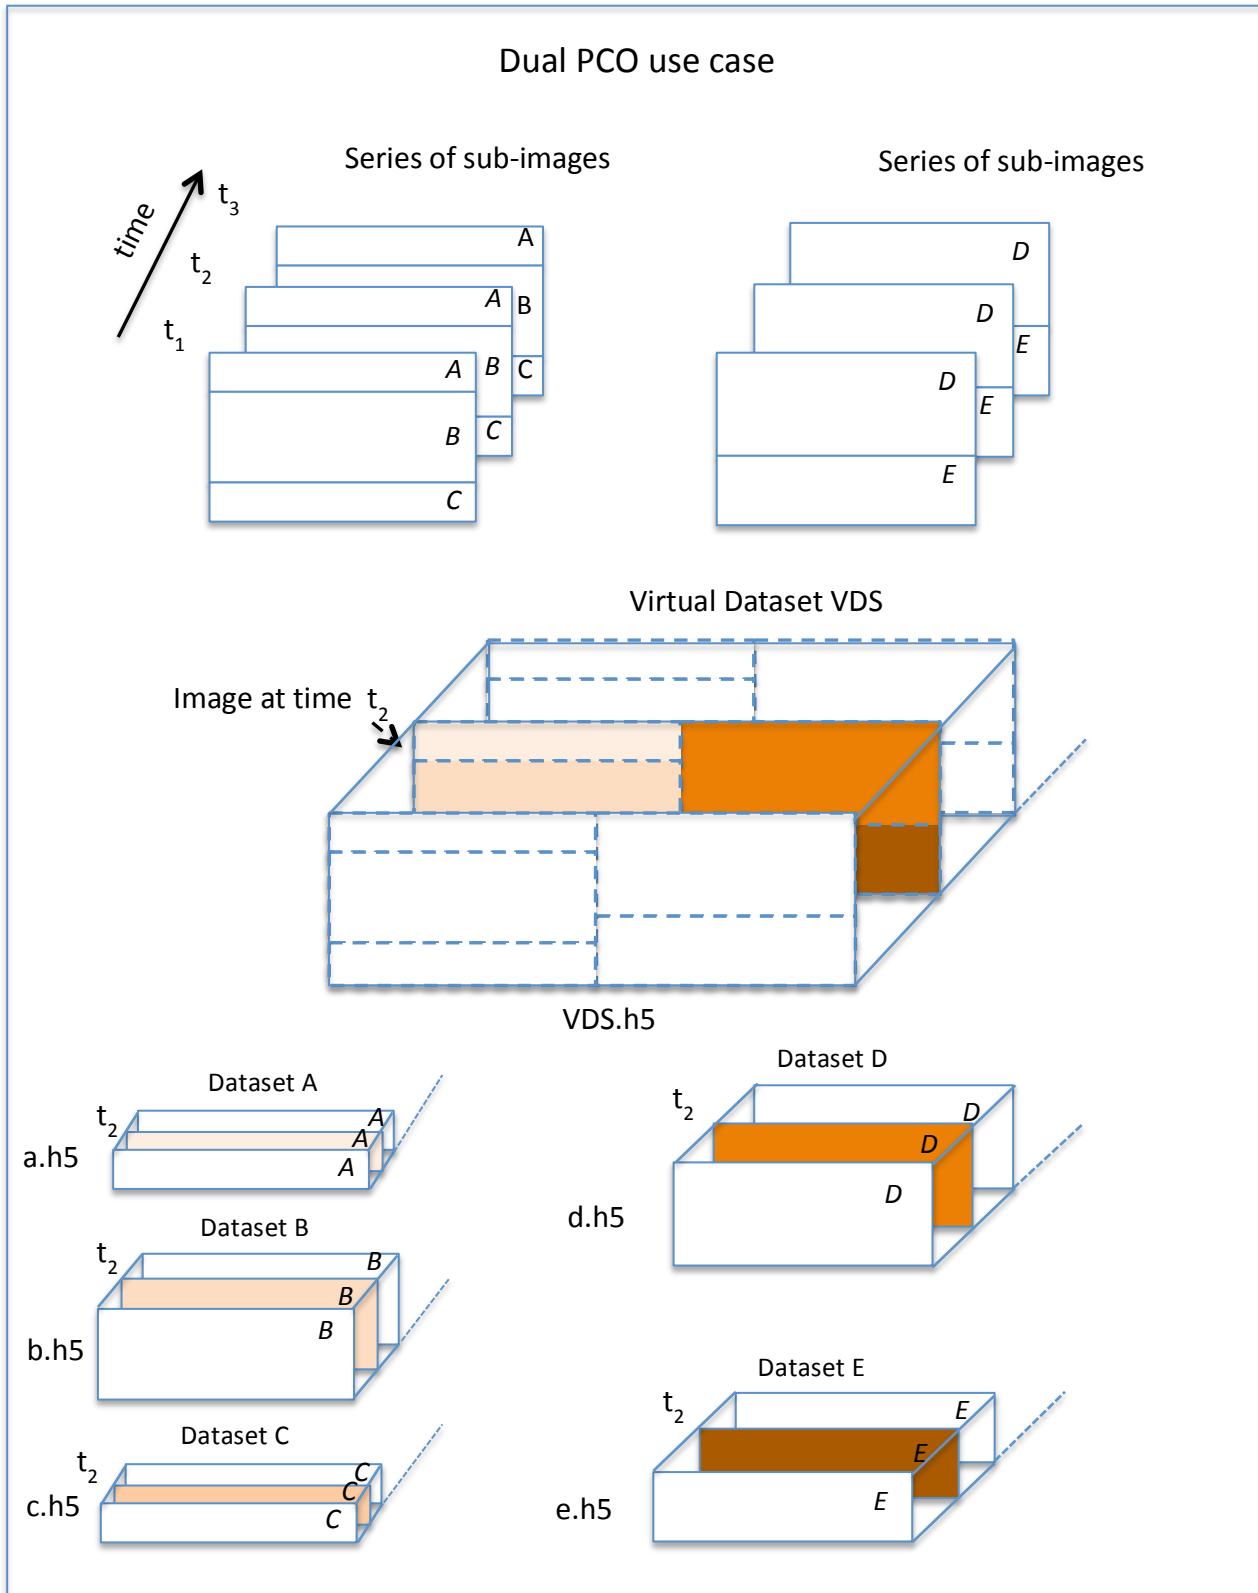 Dual PCO use case
Series of sub-images
Series of sub-images
time
t3
t2
t1
A
B
C
A
B
C
A
B
C
D
E
D
E
D
E
Virtual Dataset VDS
Image at time t2
VDS.h5
Dataset A
t2
a.h5
A
A
A
Dataset B
t2
b.h5
B
B
B
Dataset C
t2
c.h5
C
C
C
Dataset D
t2
d.h5
D
D
D
Dataset E
t2
e.h5
E
E
E